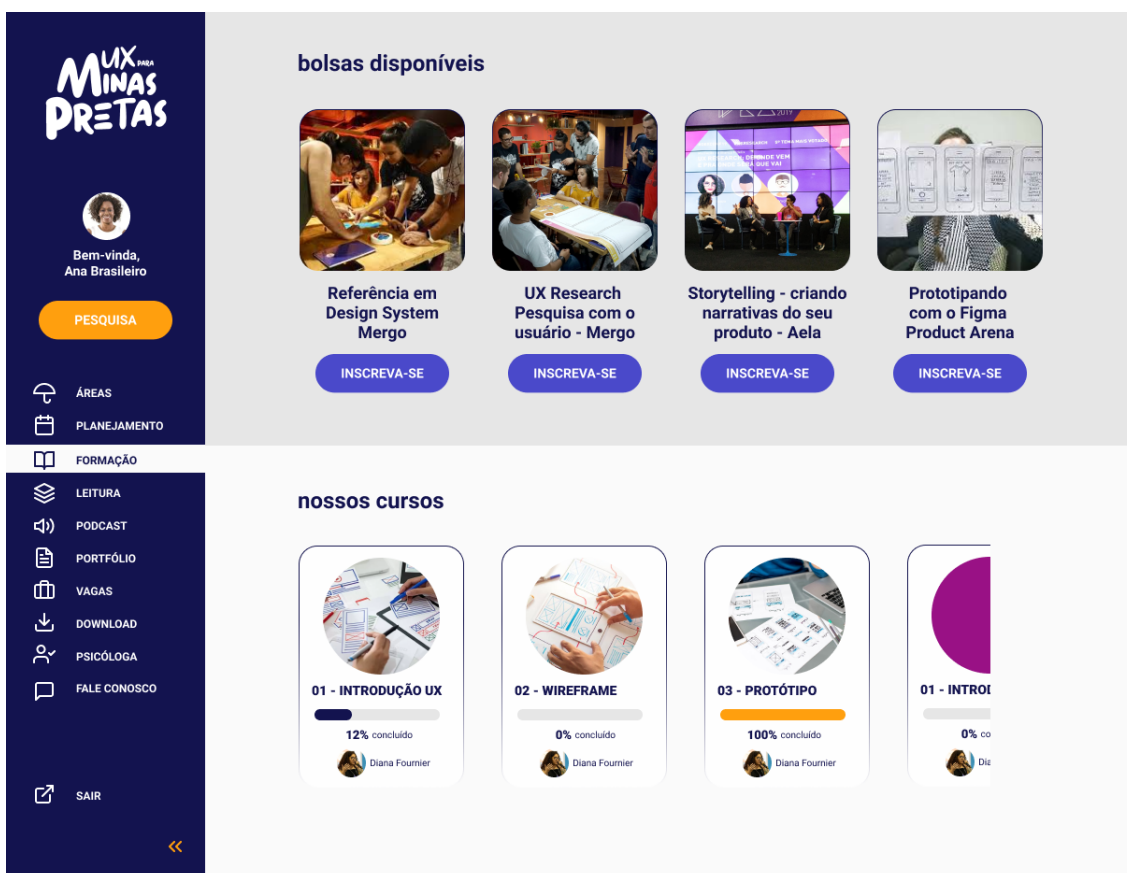 UX PARA
MINAS
PRETAS
Bem-vinda,
Ana Brasileiro
PESQUISA
ÁREAS
PLANEJAMENTO
FORMAÇÃO
LEITURA
PODCAST
PORTFÓLIO
VAGAS
DOWNLOAD
PSICÓLOGA
FALE CONOSCO
SAIR
bolsas disponíveis
2019
Referência em
Design System
Mergo
INSCREVA-SE
UX Research
Pesquisa com o
usuário - Mergo
INSCREVA-SE
Storytelling - criando
narrativas do seu
produto - Aela
INSCREVA-SE
Prototipando
com o Figma
Product Arena
INSCREVA-SE
nossos cursos
01 - INTRODUÇÃO UX
12% concluído
Diana Fournier
02 - WIREFRAME
0% concluído
Diana Fournier
03 - PROTÓTIPO
100% concluído
Diana Fournier
01 - INTROD
0% co
Dia